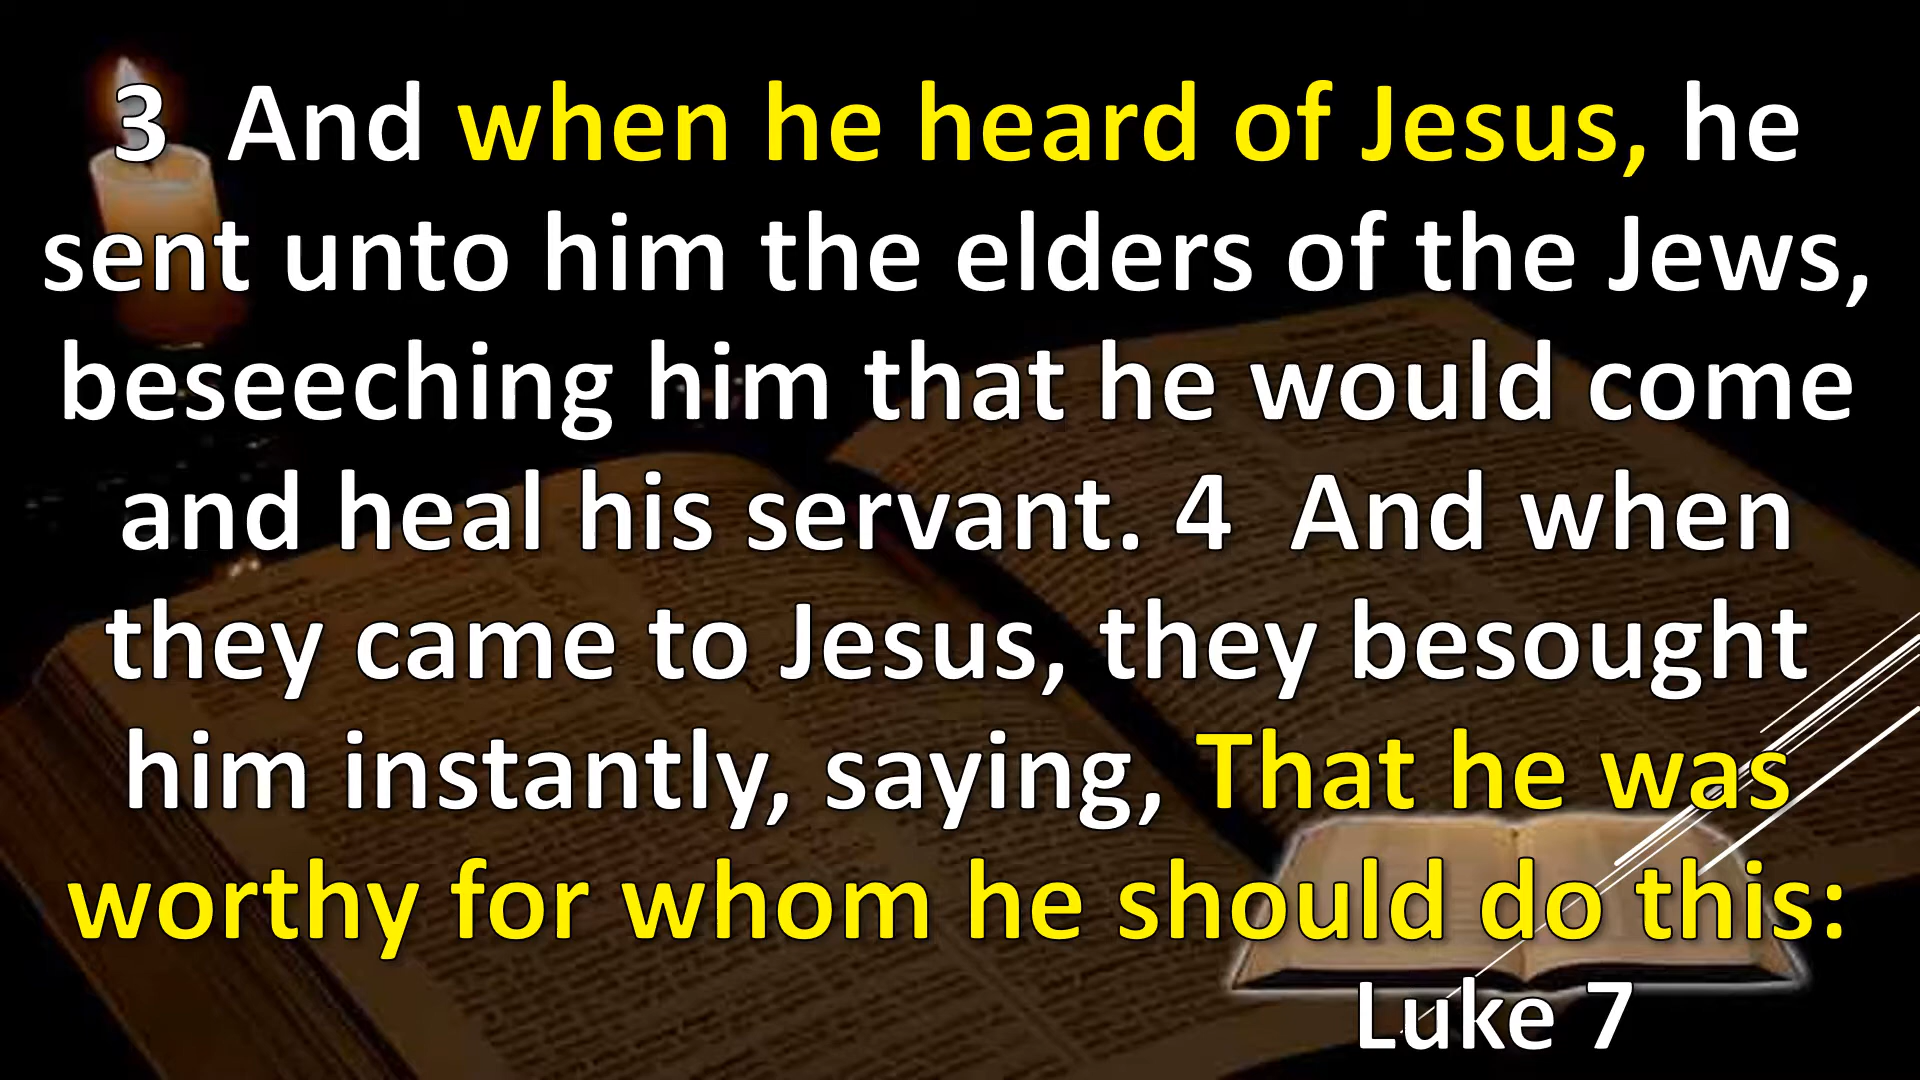 3 And when he heard of Jesus, he
sent unto him the elders of the Jews,
beseeching him that he would come
and heal his servant. 4 And when
they came to Jesus, they besought
him instantly, saying, That he was
worthy for whom he should do this:
Luke 7